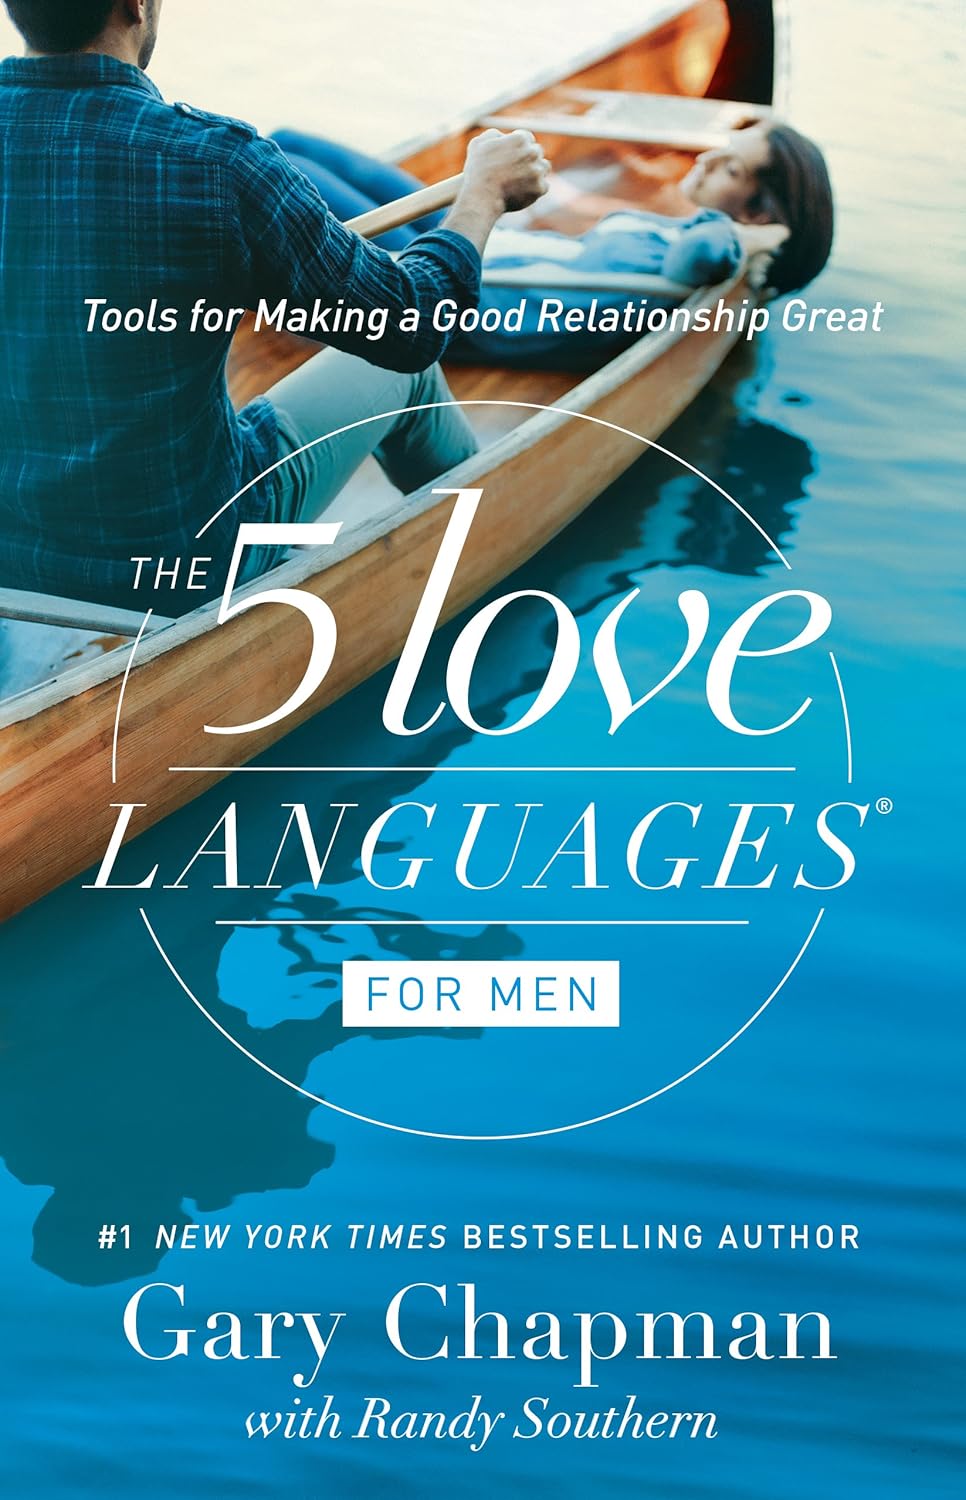 Tools for Making a Good Relationship Great
THE 5 love
LANGUAGES®
FOR MEN
#1 NEW YORK TIMES BESTSELLING AUTHOR
Gary Chapman
with Randy Southern